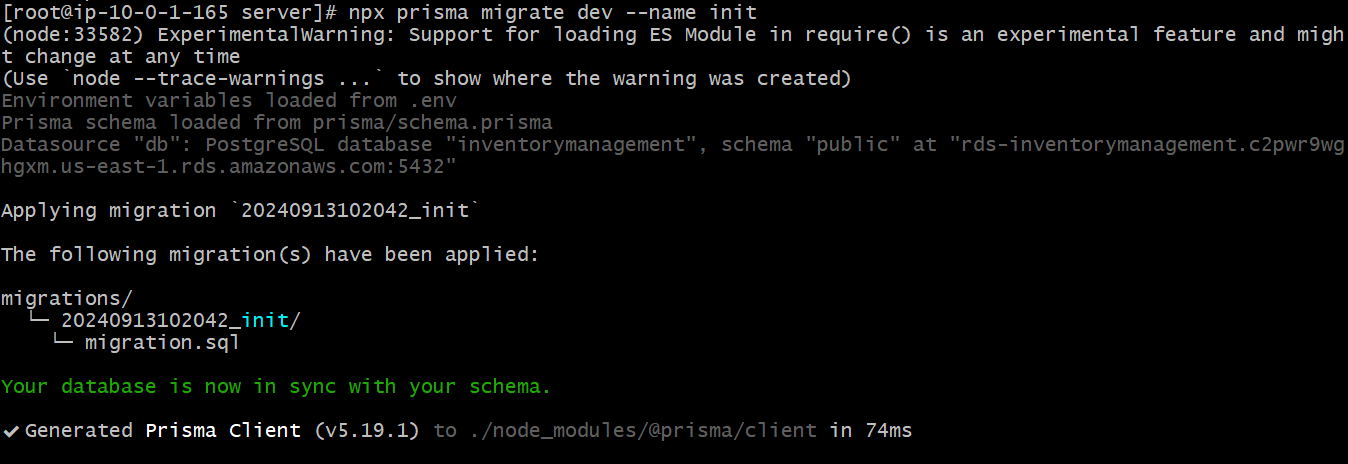 [root@ip-10-0-1-165 server]# npx prisma migrate dev --name init
(node:33582) ExperimentalWarning: Support for loading ES Module in require() is an experimental feature and migh
t change at any time
(Use `node --trace-warnings ...` to show where the warning was created)
Environment variables loaded from .env
Prisma schema loaded from prisma/schema.prisma
Datasource "db": PostgreSQL database "inventorymanagement", schema "public" at "rds-inventorymanagement.c2pwr9wg
hgxm.us-east-1.rds.amazonaws.com:5432"
Applying migration `20240913102042_init`
The following migration(s) have been applied:
migrations/
└─ 20240913102042_init/
└─ migration.sql
Your database is now in sync with your schema.
✔ Generated Prisma Client (v5.19.1) to ./node_modules/@prisma/client in 74ms